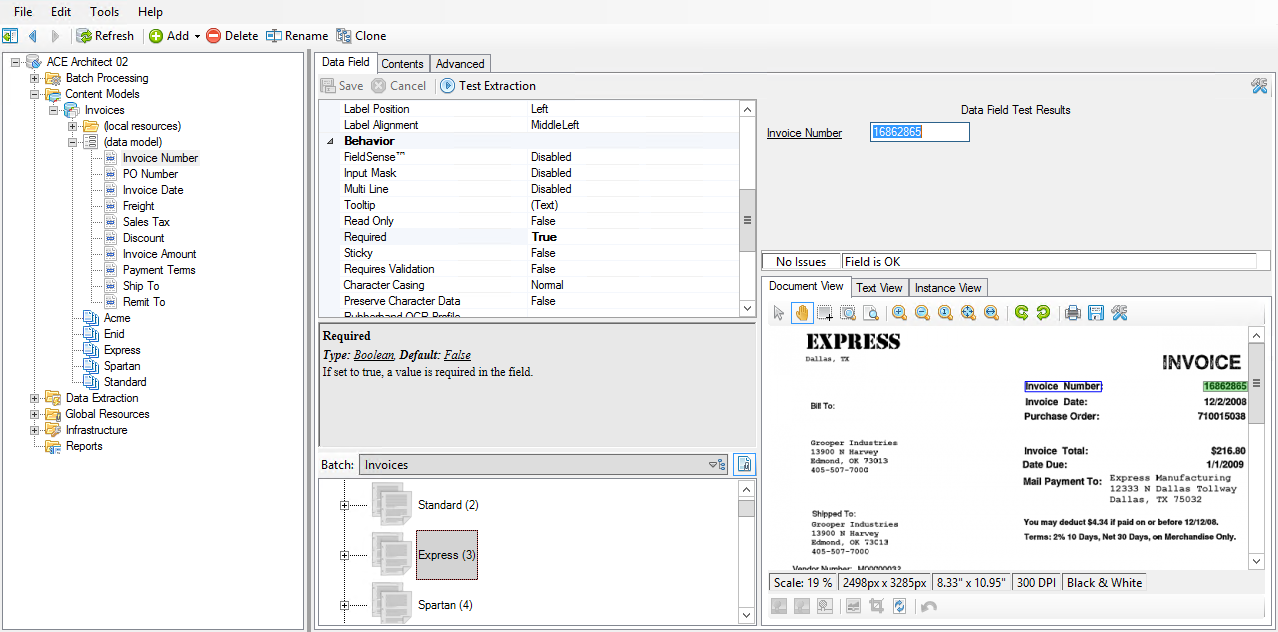 File Edit Tools Help
Refresh Add Delete Rename Clone
ACE Architect 02
Batch Processing
Content Models
Invoices
(local resources)
(data model)
Invoice Number
PO Number
Invoice Date
Freight
Sales Tax
Discount
Invoice Amount
Payment Terms
Ship To
Remit To
Acme
Enid
Express
Spartan
Standard
Data Extraction
Global Resources
Infrastructure
Reports
Data Field Contents Advanced
Save Cancel Test Extraction
Label Position Left
Label Alignment MiddleLeft
Behavior
FieldSense™ Disabled
Input Mask Disabled
Multi Line Disabled
Tooltip (Text)
Read Only False
Required True
Sticky False
Requires Validation False
Character Casing Normal
Preserve Character Data False
Rubberband OCR Profile
Required
Type: Boolean, Default: False
If set to true, a value is required in the field.
Batch: Invoices
Standard (2)
Express (3)
Spartan (4)
Data Field Test Results
Invoice Number 16862865
No Issues Field is OK
Document View Text View Instance View
EXPRESS
Dallas, TX
INVOICE
Invoice Number: 16862865
Invoice Date: 12/2/2008
Purchase Order: 710015038
Bill To:
Grooper Industries
13900 N Harvey
Edmond, OK 73013
405-507-7000
Invoice Total: $216.80
Date Due: 1/1/2009
Mail Payment To: Express Manufacturing
12333 N Dallas Tollway
Dallas, TX 75032
Shipped To:
Grooper Industries
13900 N Harvey
Edmond, OK 73013
405-507-7000
You may deduct $4.34 if paid on or before 12/12/08.
Terms: 2% 10 Days, Net 30 Days, on Merchandise Only.
Vendor Number: M00000032
Scale: 19 % 2498px x 3285px 8.33" x 10.95" 300 DPI Black & White